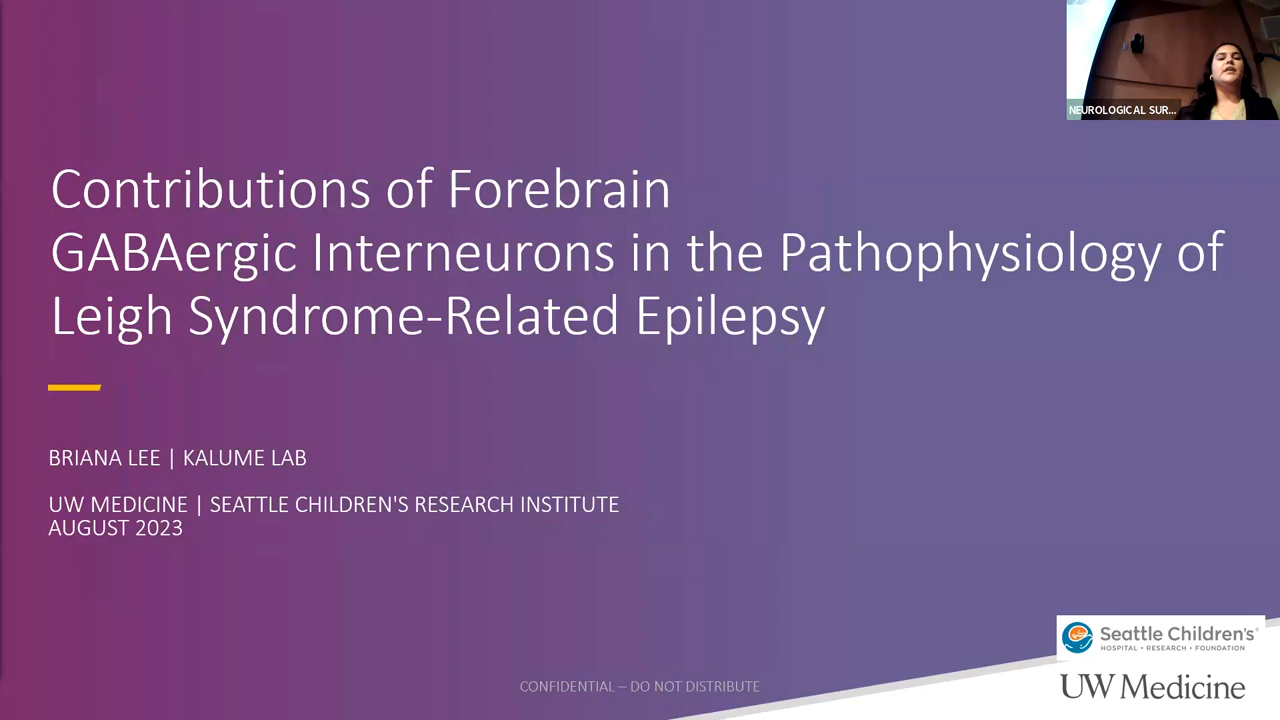 NEUROLOGICAL SUR...
Contributions of Forebrain
GABAergic Interneurons in the Pathophysiology of
Leigh Syndrome-Related Epilepsy
BRIANA LEE | KALUME LAB
UW MEDICINE | SEATTLE CHILDREN'S RESEARCH INSTITUTE
AUGUST 2023
Seattle Children's®
HOSPITAL • RESEARCH • FOUNDATION
UW Medicine
CONFIDENTIAL – DO NOT DISTRIBUTE